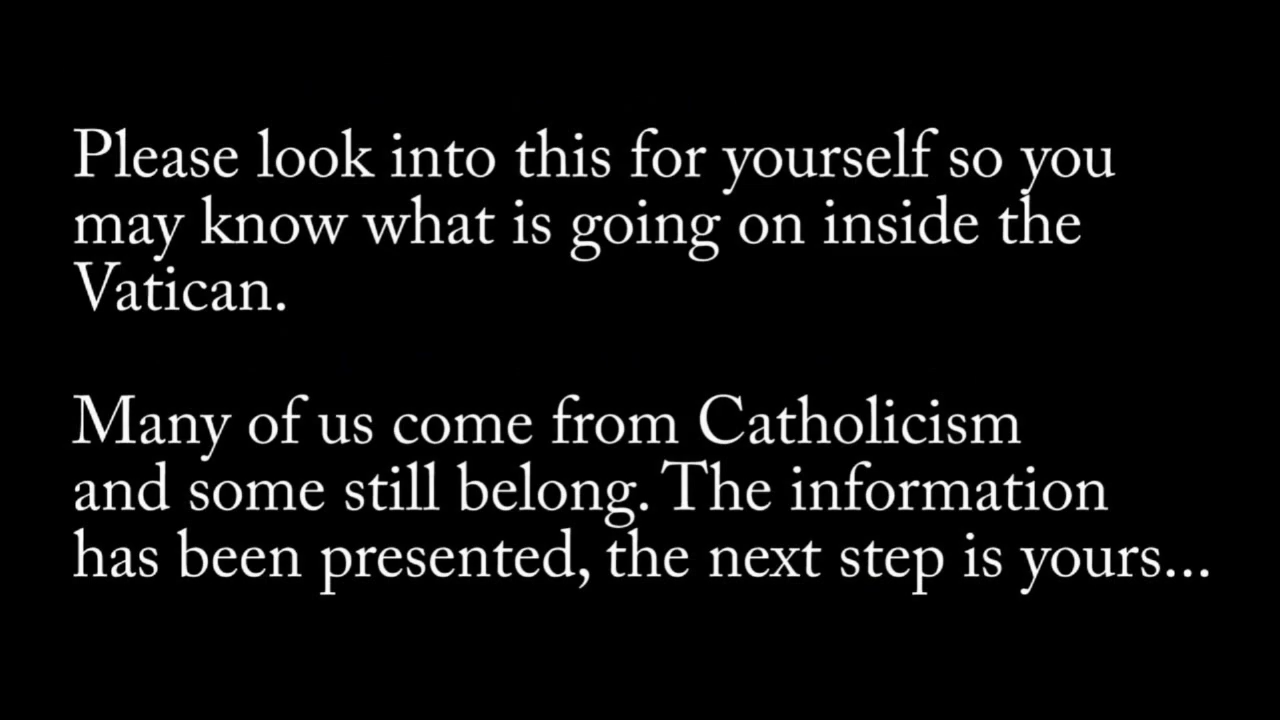 Please look into this for yourself so you
may know what is going on inside the
Vatican.
Many of us come from Catholicism
and some still belong. The information
has been presented, the next step is yours...